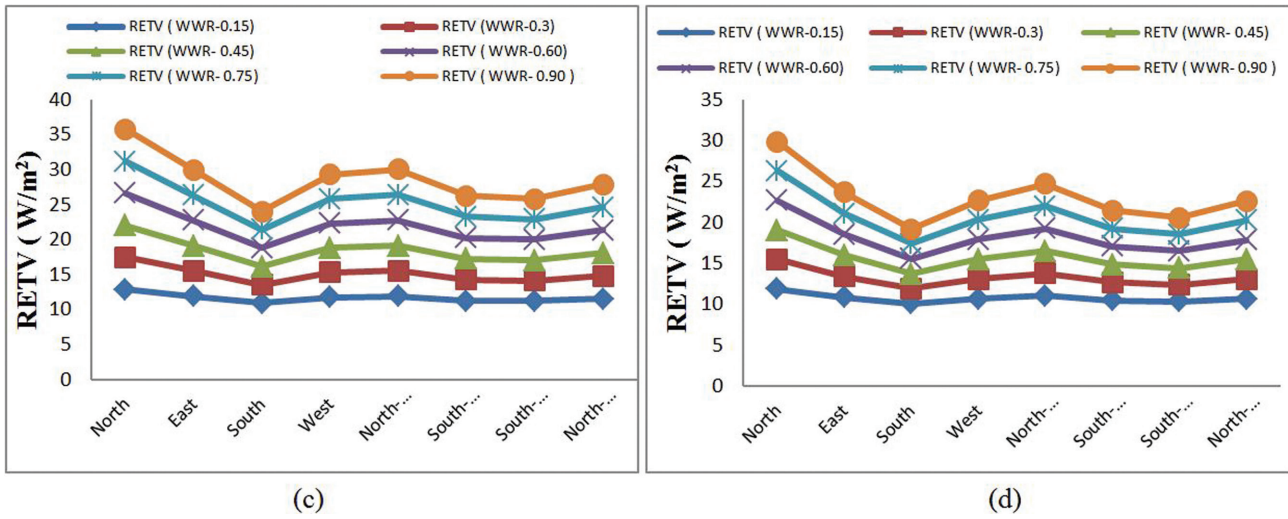 RETV ( WWR-0.15)
RETV (WWR-0.3)
RETV (WWR- 0.45)
RETV ( WWR-0.60)
RETV ( WWR- 0.75)
RETV ( WWR- 0.90 )
RETV ( W/m²)
40
35
30
25
20
15
10
5
0
North
East
South
West
North-...
South-...
South-...
North-...
(c)
RETV ( WWR-0.15)
RETV (WWR-0.3)
RETV (WWR- 0.45)
RETV ( WWR-0.60)
RETV ( WWR- 0.75)
RETV ( WWR- 0.90 )
RETV ( W/m²)
35
30
25
20
15
10
5
0
North
East
South
West
North-...
South-...
South-...
North-...
(d)